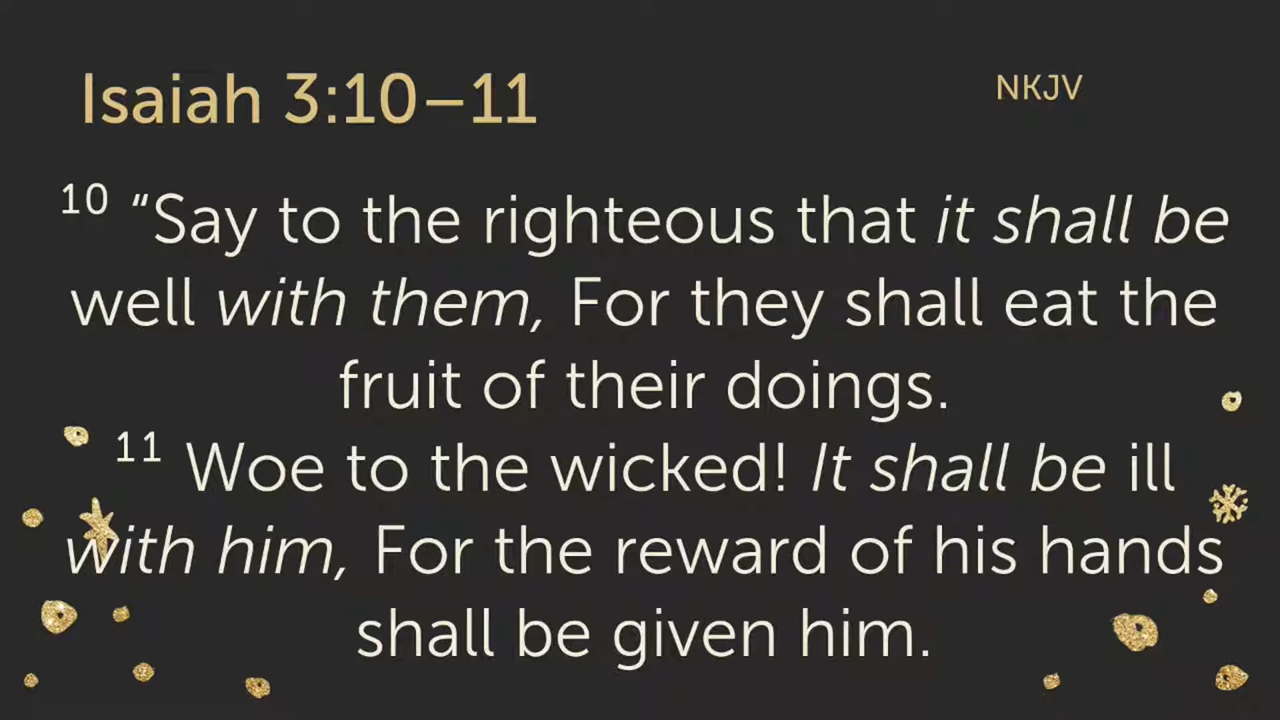 Isaiah 3:10–11
NKJV
10 “Say to the righteous that it shall be
well with them, For they shall eat the
fruit of their doings.
11 Woe to the wicked! It shall be ill
with him, For the reward of his hands
shall be given him.